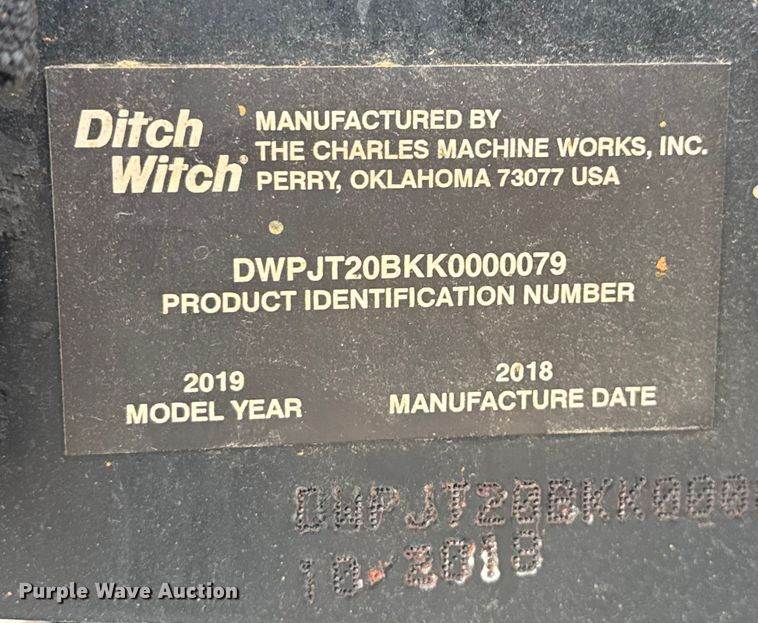 Ditch Witch®
MANUFACTURED BY
THE CHARLES MACHINE WORKS, INC.
PERRY, OKLAHOMA 73077 USA
DWPJT20BKK0000079
PRODUCT IDENTIFICATION NUMBER
2019
MODEL YEAR
2018
MANUFACTURE DATE
DWPJT20BKK000
10/2018
Purple Wave Auction